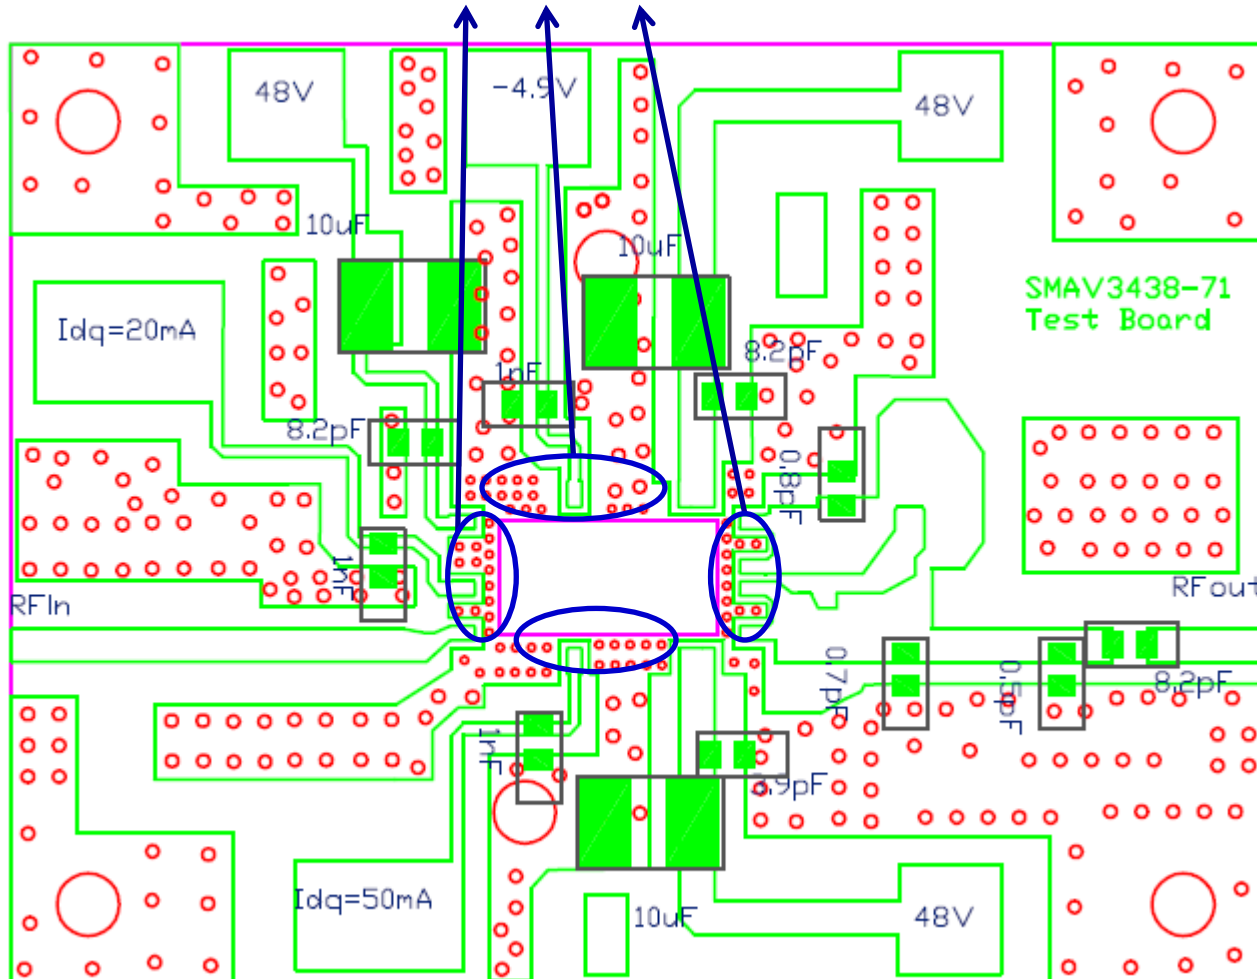 48V
-4.9V
48V
10uF
10uF
SMAV3438-71
Test Board
Idq=20mA
8.2pF
1nF
8.2pF
0.8pF
1nF
RFIn
RFout
0.7pF
0.5pF
8.2pF
1nF
3.9pF
Idq=50mA
10uF
48V